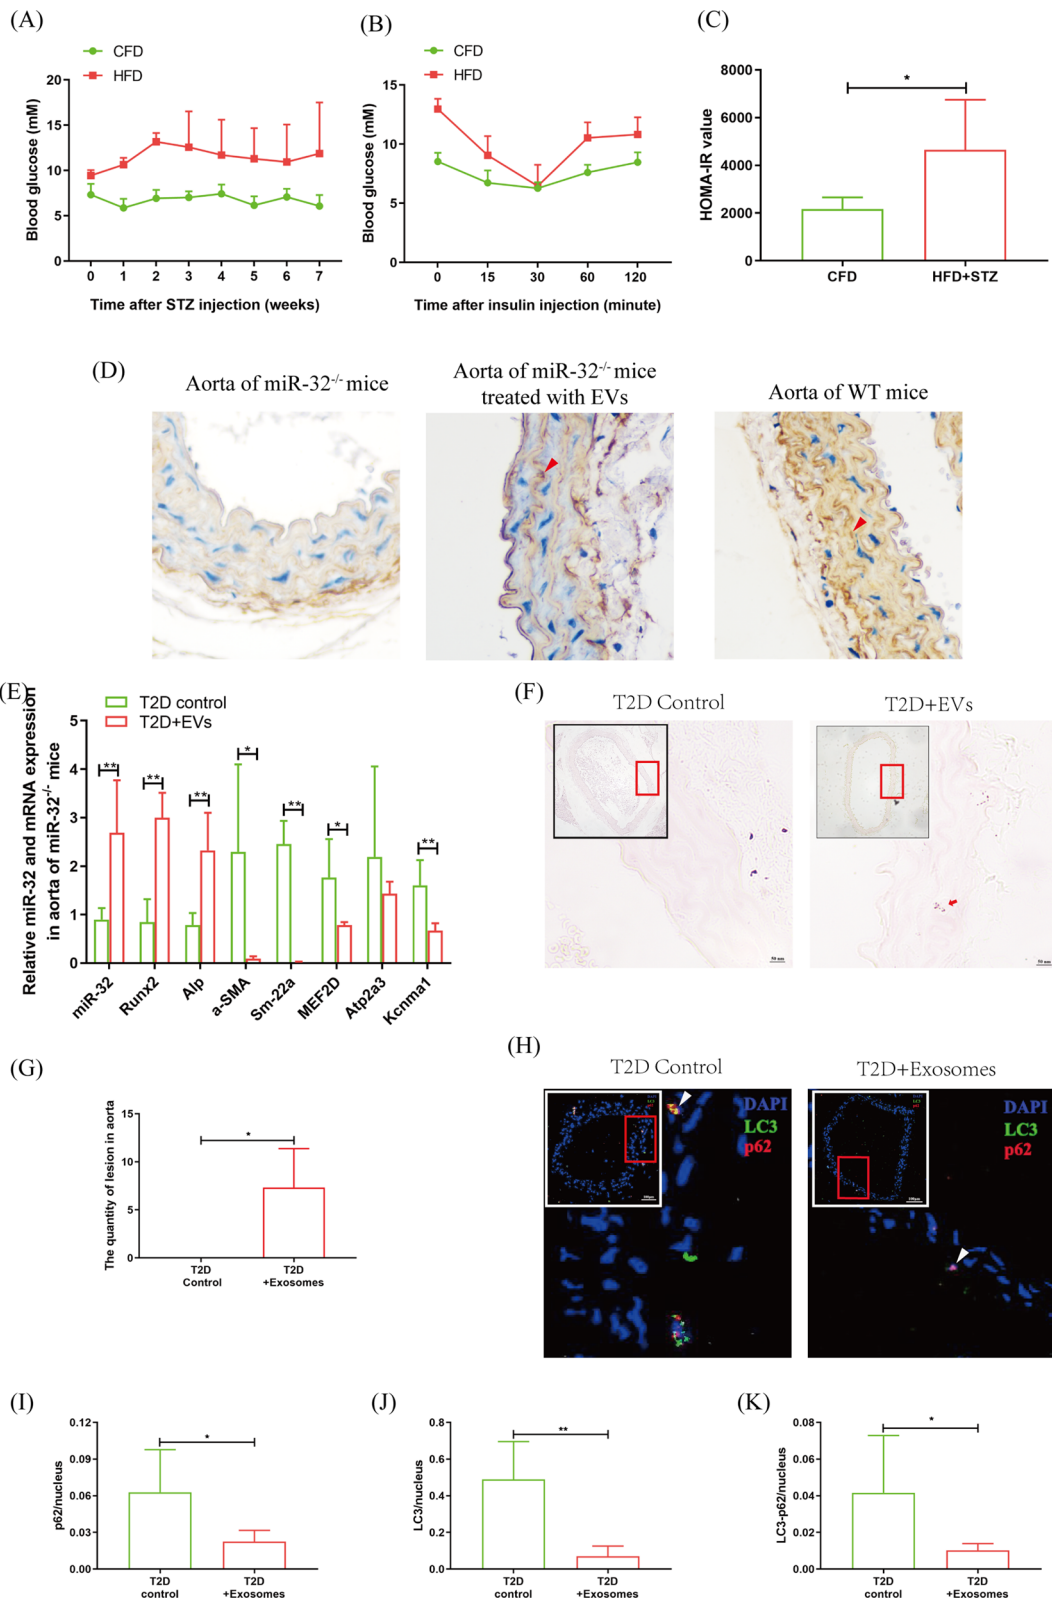 (A)
CFD
HFD
Blood glucose (mM)
20
15
10
5
0
0 1 2 3 4 5 6 7
Time after STZ injection (weeks)
(B)
CFD
HFD
Blood glucose (mM)
15
10
5
0
0 15 30 60 120
Time after insulin injection (minute)
(C)
HOMA-IR value
8000
6000
4000
2000
0
*
CFD HFD+STZ
(D)
Aorta of miR-32-/- mice
Aorta of miR-32-/- mice
treated with EVs
Aorta of WT mice
(E)
T2D control
T2D+EVs
Relative miR-32 and mRNA expression
in aorta of miR-32-/- mice
5
4
3
2
1
0
** ** ** * ** * **
miR-32 Runx2 Alp a-SMA Sm-22a MEF2D Atp2a3 Kcnma1
(F)
T2D Control
T2D+EVs
50 um
(G)
The quantity of lesion in aorta
15
10
5
0
*
T2D
Control
T2D
+Exosomes
(H)
T2D Control
DAPI
LC3
p62
100μm
T2D+Exosomes
DAPI
LC3
p62
100μm
(I)
p62/nucleus
0.12
0.09
0.06
0.03
0.00
*
T2D
control
T2D
+Exosomes
(J)
LC3/nucleus
0.8
0.6
0.4
0.2
0.0
**
T2D
control
T2D
+Exosomes
(K)
LC3-p62/nucleus
0.08
0.06
0.04
0.02
0.00
*
T2D
control
T2D
+Exosomes